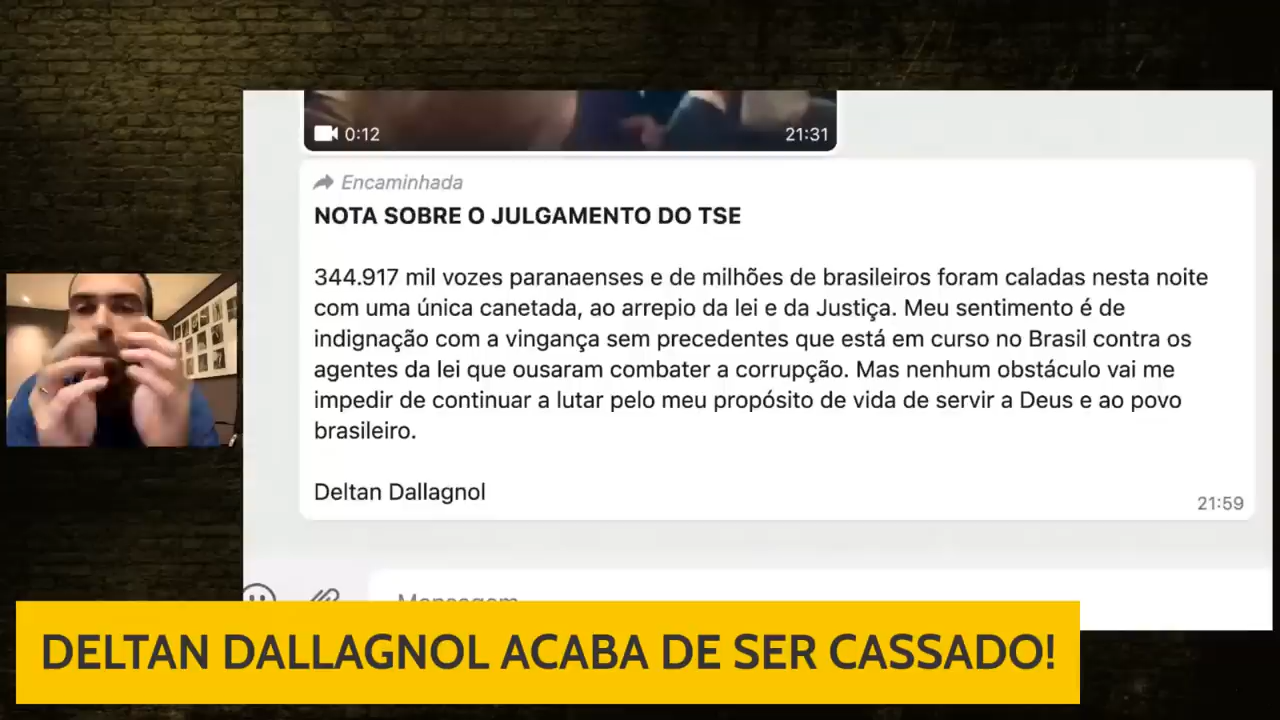 0:12
21:31
Encaminhada
NOTA SOBRE O JULGAMENTO DO TSE
344.917 mil vozes paranaenses e de milhões de brasileiros foram caladas nesta noite
com uma única canetada, ao arrepio da lei e da Justiça. Meu sentimento é de
indignação com a vingança sem precedentes que está em curso no Brasil contra os
agentes da lei que ousaram combater a corrupção. Mas nenhum obstáculo vai me
impedir de continuar a lutar pelo meu propósito de vida de servir a Deus e ao povo
brasileiro.
Deltan Dallagnol
21:59
Mensagem
DELTAN DALLAGNOL ACABA DE SER CASSADO!